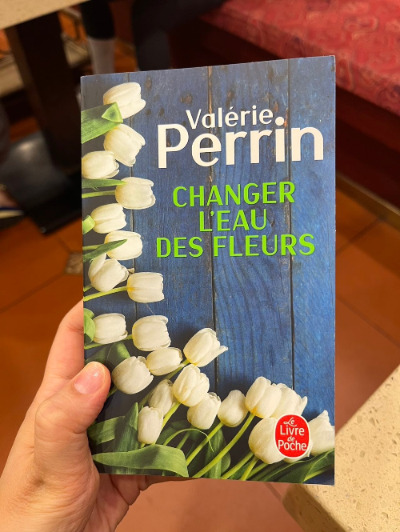 Valérie
Perrin
CHANGER
L'EAU
DES FLEURS
Le
Livre
de
Poche